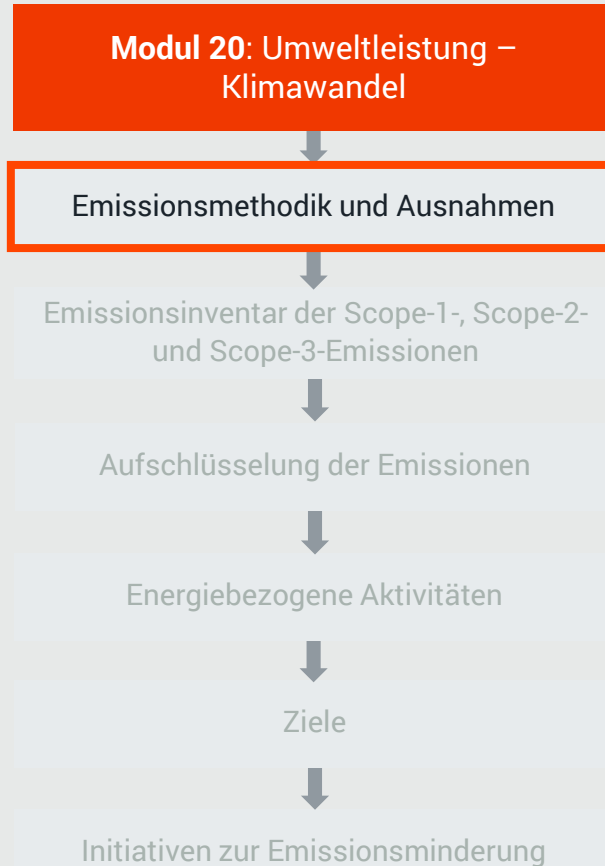 Modul 20: Umweltleistung –
Klimawandel
Emissionsmethodik und Ausnahmen
Emissionsinventar der Scope-1-, Scope-2-
und Scope-3-Emissionen
Aufschlüsselung der Emissionen
Energiebezogene Aktivitäten
Ziele
Initiativen zur Emissionsminderung